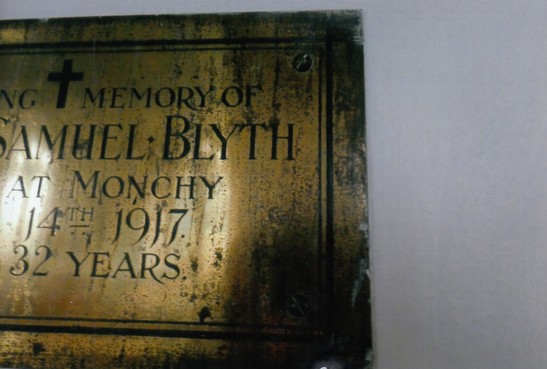 NG MEMORY OF
SAMUEL·BLYTH
AT MONCHY
14TH 1917
32 YEARS